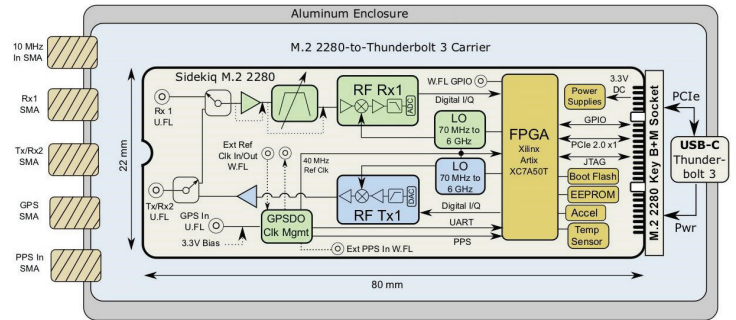 Aluminum Enclosure
M.2 2280-to-Thunderbolt 3 Carrier
10 MHz
In SMA
Rx1
SMA
Tx/Rx2
SMA
GPS
SMA
PPS In
SMA
Sidekiq M.2 2280
22 mm
80 mm
Rx 1
U.FL
Tx/Rx2
U.FL
RF Rx1
ADC
W.FL GPIO
Digital I/Q
LO
70 MHz to
6 GHz
Ext Ref
Clk In/Out
W.FL
40 MHz
Ref Clk
LO
70 MHz to
6 GHz
DAC
RF Tx1
Digital I/Q
GPS In
U.FL
3.3V Bias
GPSDO
Clk Mgmt
UART
PPS
Ext PPS In W.FL
FPGA
Xilinx
Artix
XC7A50T
Power
Supplies
3.3V
DC
GPIO
PCIe 2.0 x1
JTAG
Boot Flash
EEPROM
Accel
Temp
Sensor
M.2 2280 Key B+M Socket
PCIe
USB-C
Thunder-
bolt 3
Pwr